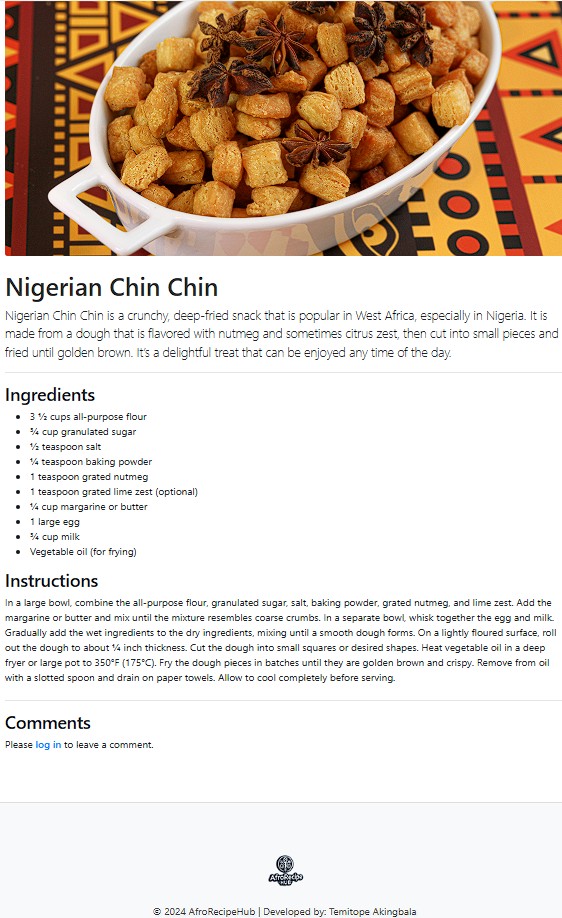 Nigerian Chin Chin
Nigerian Chin Chin is a crunchy, deep-fried snack that is popular in West Africa, especially in Nigeria. It is
made from a dough that is flavored with nutmeg and sometimes citrus zest, then cut into small pieces and
fried until golden brown. It's a delightful treat that can be enjoyed any time of the day.
Ingredients
3 ½ cups all-purpose flour
¾ cup granulated sugar
½ teaspoon salt
¼ teaspoon baking powder
1 teaspoon grated nutmeg
1 teaspoon grated lime zest (optional)
¼ cup margarine or butter
1 large egg
¾ cup milk
Vegetable oil (for frying)
Instructions
In a large bowl, combine the all-purpose flour, granulated sugar, salt, baking powder, grated nutmeg, and lime zest. Add the
margarine or butter and mix until the mixture resembles coarse crumbs. In a separate bowl, whisk together the egg and milk.
Gradually add the wet ingredients to the dry ingredients, mixing until a smooth dough forms. On a lightly floured surface, roll
out the dough to about ¼ inch thickness. Cut the dough into small squares or desired shapes. Heat vegetable oil in a deep
fryer or large pot to 350°F (175°C). Fry the dough pieces in batches until they are golden brown and crispy. Remove from oil
with a slotted spoon and drain on paper towels. Allow to cool completely before serving.
Comments
Please log in to leave a comment.
AfroRecipe
HUB
© 2024 AfroRecipeHub | Developed by: Temitope Akingbala